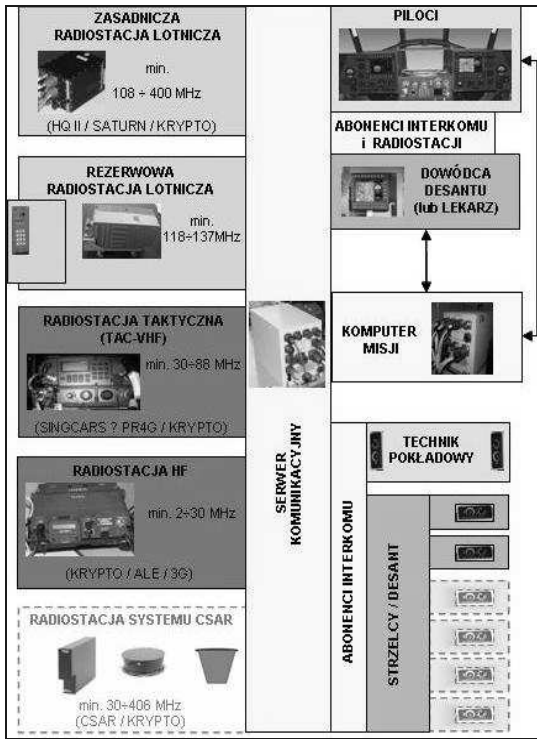 ZASADNICZA
RADIOSTACJA LOTNICZA
min.
108 ÷ 400 MHz
(HQ II / SATURN / KRYPTO)
REZERWOWA
RADIOSTACJA LOTNICZA
min.
118÷137MHz
RADIOSTACJA TAKTYCZNA
(TAC-VHF)
min. 30÷88 MHz
(SINGCARS ? PR4G / KRYPTO)
RADIOSTACJA HF
min. 2÷30 MHz
(KRYPTO / ALE / 3G)
RADIOSTACJA SYSTEMU CSAR
min. 30÷406 MHz
(CSAR / KRYPTO)
SERWER
KOMUNIKACYJNY
PILOCI
ABONENCI INTERKOMU
i RADIOSTACJI
DOWÓDCA
DESANTU
(lub LEKARZ)
KOMPUTER
MISJI
ABONENCI INTERKOMU
TECHNIK
POKŁADOWY
STRZELCY / DESANT